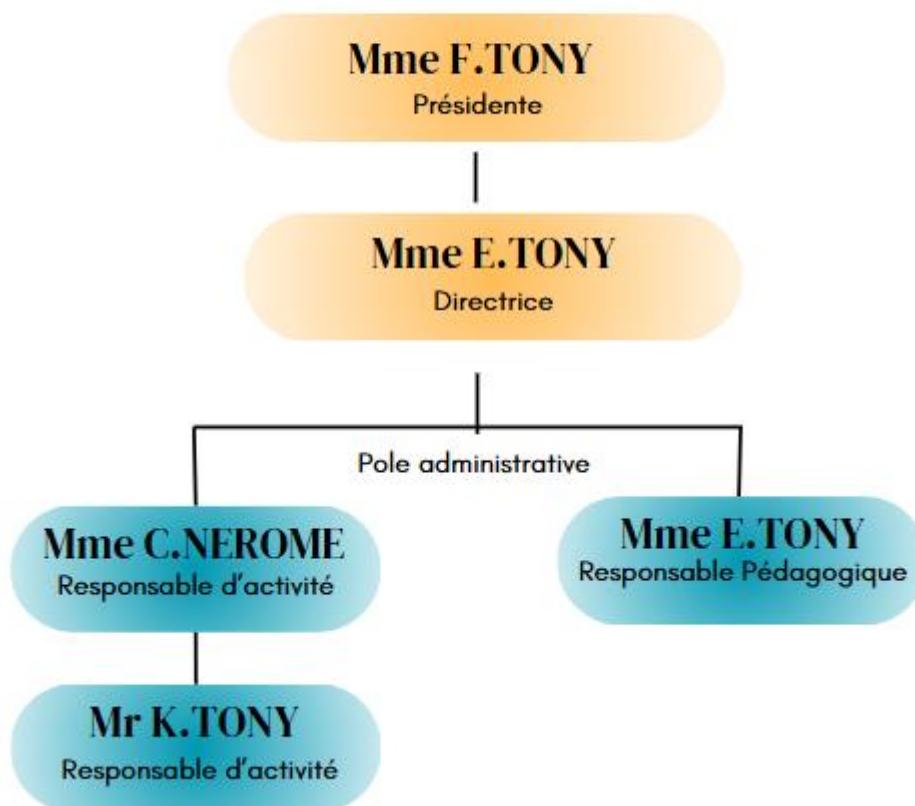 Mme F.TONY
Présidente
Mme E.TONY
Directrice
Pole administrative
Mme C.NEROME
Responsable d'activité
Mme E.TONY
Responsable Pédagogique
Mr K.TONY
Responsable d'activité